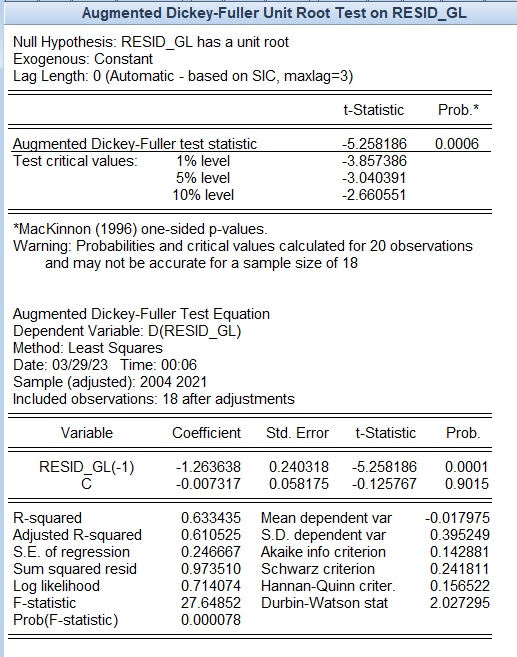 Augmented Dickey-Fuller Unit Root Test on RESID_GL
Null Hypothesis: RESID_GL has a unit root
Exogenous: Constant
Lag Length: 0 (Automatic - based on SIC, maxlag=3)
t-Statistic Prob.*
Augmented Dickey-Fuller test statistic -5.258186 0.0006
Test critical values: 1% level -3.857386
5% level -3.040391
10% level -2.660551
*MacKinnon (1996) one-sided p-values.
Warning: Probabilities and critical values calculated for 20 observations
and may not be accurate for a sample size of 18
Augmented Dickey-Fuller Test Equation
Dependent Variable: D(RESID_GL)
Method: Least Squares
Date: 03/29/23 Time: 00:06
Sample (adjusted): 2004 2021
Included observations: 18 after adjustments
Variable Coefficient Std. Error t-Statistic Prob.
RESID_GL(-1) -1.263638 0.240318 -5.258186 0.0001
C -0.007317 0.058175 -0.125767 0.9015
R-squared 0.633435 Mean dependent var -0.017975
Adjusted R-squared 0.610525 S.D. dependent var 0.395249
S.E. of regression 0.246667 Akaike info criterion 0.142881
Sum squared resid 0.973510 Schwarz criterion 0.241811
Log likelihood 0.714074 Hannan-Quinn criter. 0.156522
F-statistic 27.64852 Durbin-Watson stat 2.027295
Prob(F-statistic) 0.000078